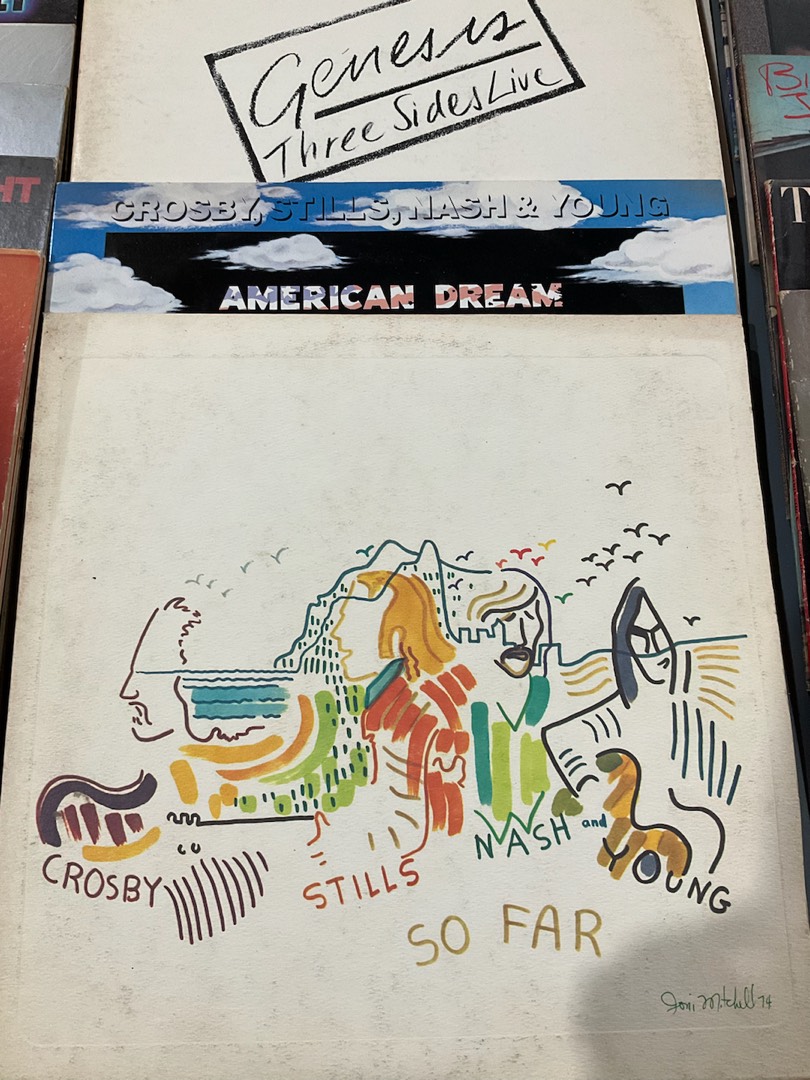 Genesis
Three Sides Live
CROSBY, STILLS, NASH & YOUNG
AMERICAN DREAM
CROSBY
STILLS
NASH and
YOUNG
SO FAR
Joni Mitchell 74